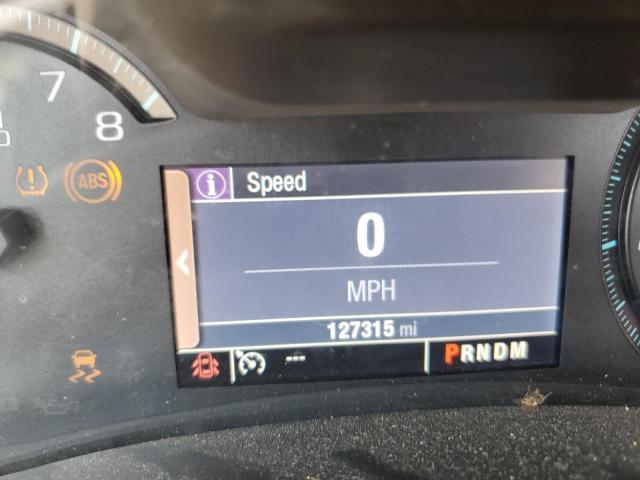 7
8
ABS
i Speed
0
MPH
127315 mi
--- PRNDM